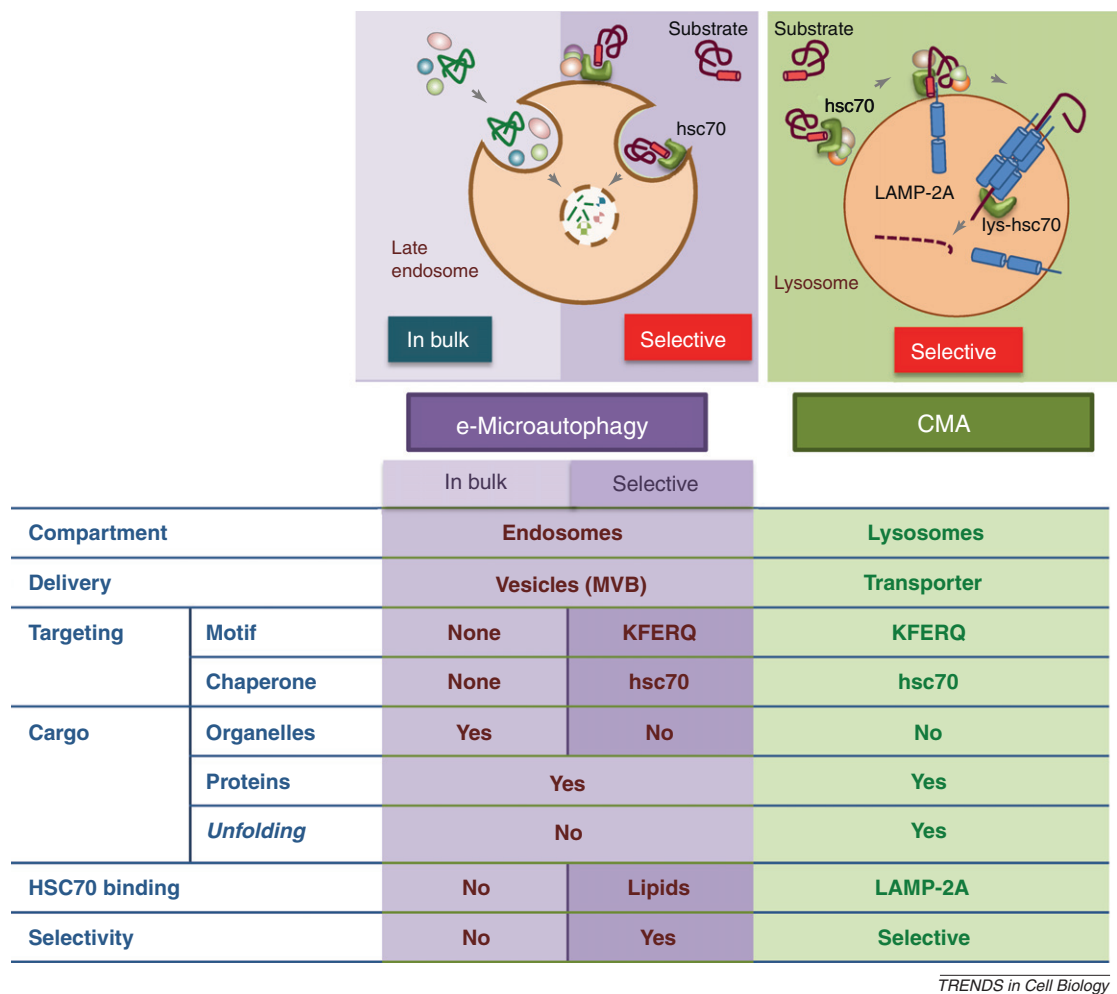 Substrate
Substrate
hsc70
hsc70
LAMP-2A
lys-hsc70
Late
endosome
Lysosome
In bulk
Selective
Selective
e-Microautophagy
CMA
In bulk
Selective
Compartment
Endosomes
Lysosomes
Delivery
Vesicles (MVB)
Transporter
Targeting
Motif
None
KFERQ
KFERQ
Chaperone
None
hsc70
hsc70
Cargo
Organelles
Yes
No
No
Proteins
Yes
Yes
Unfolding
No
Yes
HSC70 binding
No
Lipids
LAMP-2A
Selectivity
No
Yes
Selective
TRENDS in Cell Biology